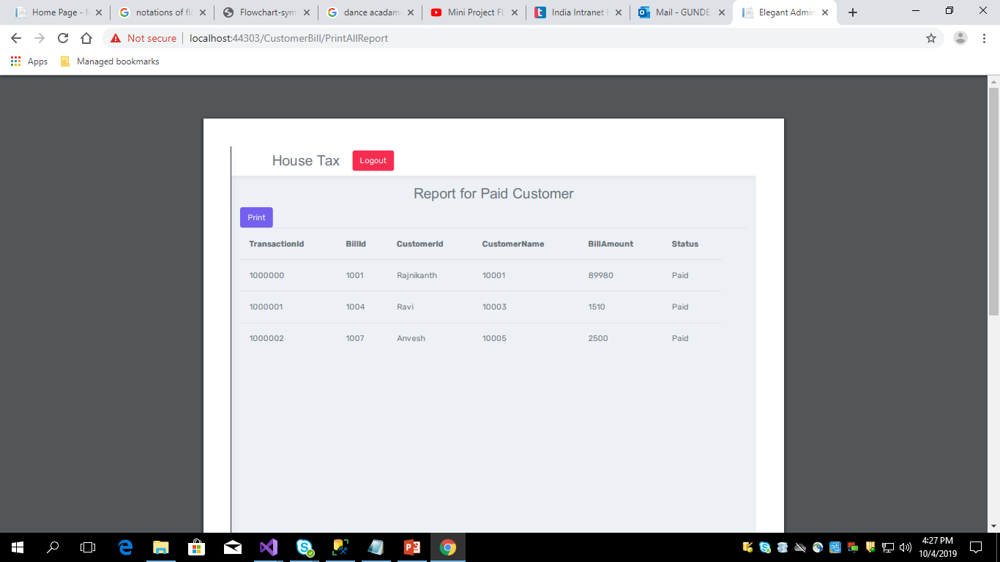 Home Page - M
notations of flo
Flowchart-sym
dance acadam
Mini Project FL
India Intranet H
Mail - GUNDE,
Elegant Admin
Not secure localhost:44303/CustomerBill/PrintAllReport
Apps Managed bookmarks
House Tax Logout
Report for Paid Customer
Print
TransactionId BillId CustomerId CustomerName BillAmount Status
1000000 1001 Rajnikanth 10001 89980 Paid
1000001 1004 Ravi 10003 1510 Paid
1000002 1007 Anvesh 10005 2500 Paid
4:27 PM
10/4/2019